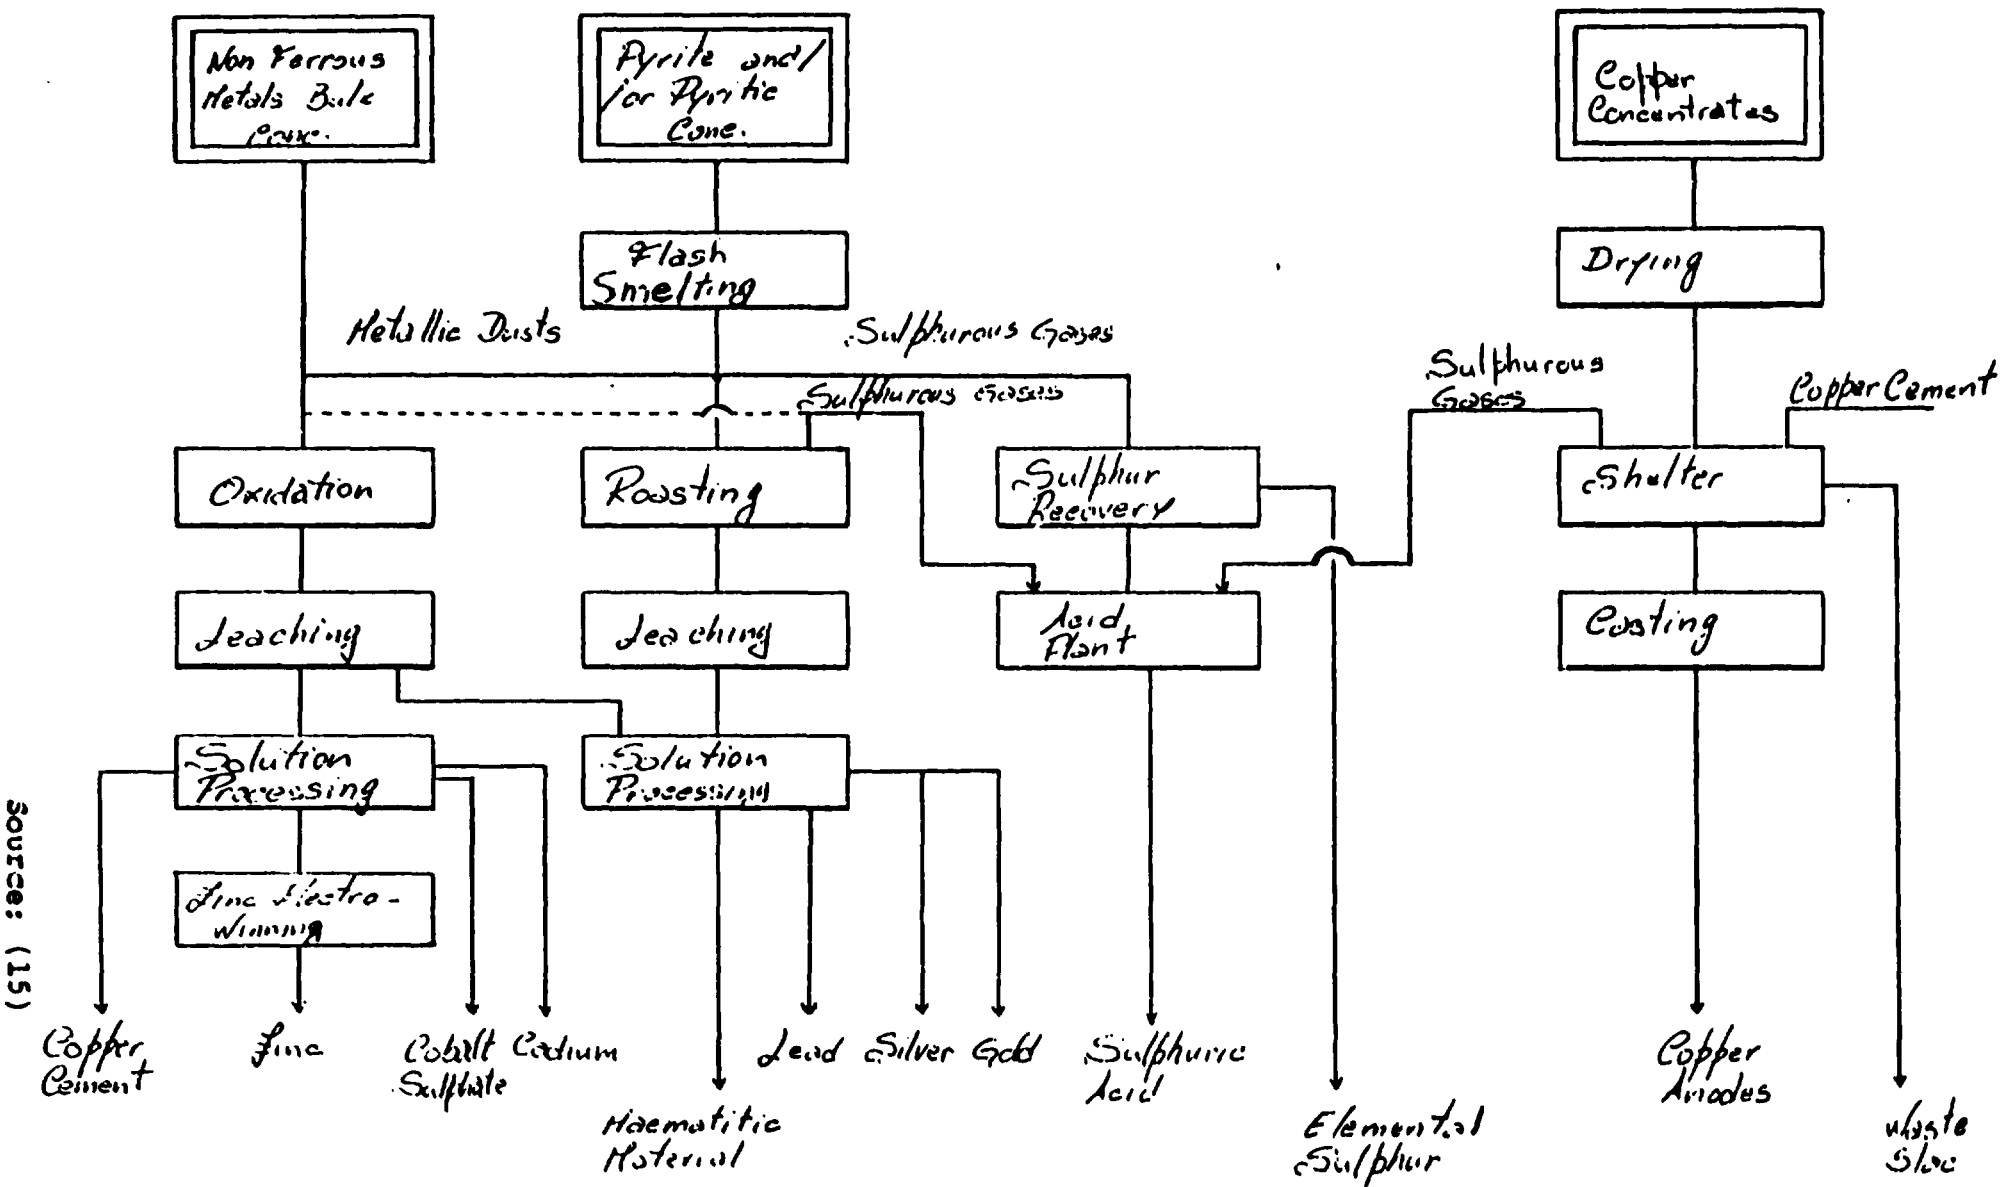 Non Ferrous
Metals Bulk
Conc.
Pyrite and/
/or Pyritic
Conc.
Copper
Concentrates
Flash
Smelting
Drying
Metallic Dusts
Sulphurous Gases
Sulphurous Gases
Sulphurous
Gases
Copper Cement
Oxidation
Roasting
Sulphur
Recovery
Shelter
Leaching
Leaching
Acid
Plant
Casting
Solution
Processing
Solution
Processing
Zinc Electro-
Winning
Copper
Cement
Zinc
Cobalt
Sulphate
Cadium
Lead
Silver
Gold
Sulphuric
Acid
Copper
Anodes
Haematitic
Material
Elemental
Sulphur
Waste
Slag
Source: (15)